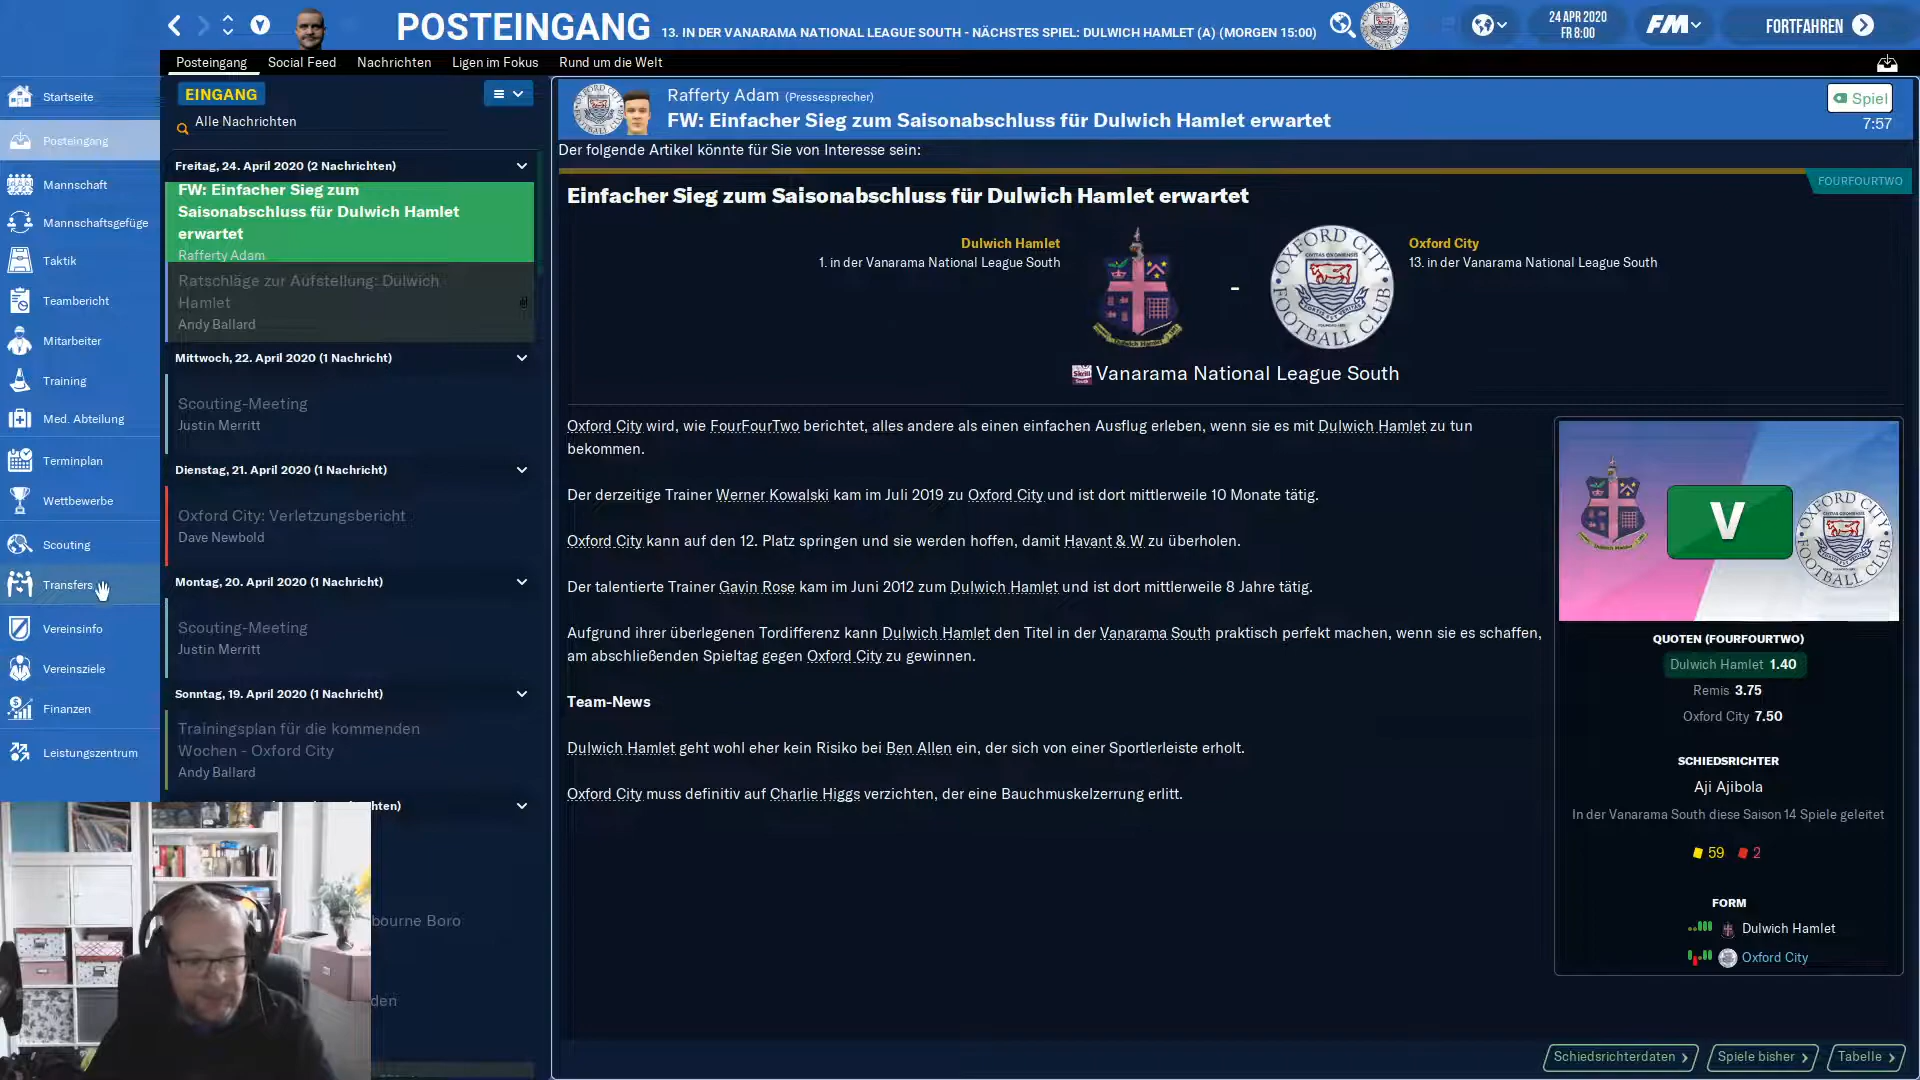 POSTEINGANG
13. IN DER VANARAMA NATIONAL LEAGUE SOUTH - NÄCHSTES SPIEL: DULWICH HAMLET (A) (MORGEN 15:00)
24 APR 2020
FR 8:00
FM
FORTFAHREN
Posteingang
Social Feed
Nachrichten
Ligen im Fokus
Rund um die Welt
Startseite
Posteingang
Mannschaft
Mannschaftsgefüge
Taktik
Teambericht
Mitarbeiter
Training
Med. Abteilung
Terminplan
Wettbewerbe
Scouting
Transfers
Vereinsinfo
Vereinsziele
Finanzen
Leistungszentrum
EINGANG
Alle Nachrichten
Freitag, 24. April 2020 (2 Nachrichten)
FW: Einfacher Sieg zum
Saisonabschluss für Dulwich Hamlet
erwartet
Rafferty Adam
Ratschläge zur Aufstellung: Dulwich
Hamlet
Andy Ballard
Mittwoch, 22. April 2020 (1 Nachricht)
Scouting-Meeting
Justin Merritt
Dienstag, 21. April 2020 (1 Nachricht)
Oxford City: Verletzungsbericht
Dave Newbold
Montag, 20. April 2020 (1 Nachricht)
Scouting-Meeting
Justin Merritt
Sonntag, 19. April 2020 (1 Nachricht)
Trainingsplan für die kommenden
Wochen - Oxford City
Andy Ballard
Rafferty Adam (Pressesprecher)
FW: Einfacher Sieg zum Saisonabschluss für Dulwich Hamlet erwartet
Spiel
7:57
Der folgende Artikel könnte für Sie von Interesse sein:
FOURFOURTWO
Einfacher Sieg zum Saisonabschluss für Dulwich Hamlet erwartet
Dulwich Hamlet
1. in der Vanarama National League South
-
Oxford City
13. in der Vanarama National League South
OXFORD CITY
FOOTBALL CLUB
Vanarama National League South
Oxford City wird, wie FourFourTwo berichtet, alles andere als einen einfachen Ausflug erleben, wenn sie es mit Dulwich Hamlet zu tun
bekommen.
Der derzeitige Trainer Werner Kowalski kam im Juli 2019 zu Oxford City und ist dort mittlerweile 10 Monate tätig.
Oxford City kann auf den 12. Platz springen und sie werden hoffen, damit Havant & W zu überholen.
Der talentierte Trainer Gavin Rose kam im Juni 2012 zum Dulwich Hamlet und ist dort mittlerweile 8 Jahre tätig.
Aufgrund ihrer überlegenen Tordifferenz kann Dulwich Hamlet den Titel in der Vanarama South praktisch perfekt machen, wenn sie es schaffen,
am abschließenden Spieltag gegen Oxford City zu gewinnen.
Team-News
Dulwich Hamlet geht wohl eher kein Risiko bei Ben Allen ein, der sich von einer Sportlerleiste erholt.
Oxford City muss definitiv auf Charlie Higgs verzichten, der eine Bauchmuskelzerrung erlitt.
V
QUOTEN (FOURFOURTWO)
Dulwich Hamlet 1.40
Remis 3.75
Oxford City 7.50
SCHIEDSRICHTER
Aji Ajibola
In der Vanarama South diese Saison 14 Spiele geleitet
59 2
FORM
Dulwich Hamlet
Oxford City
Schiedsrichterdaten
Spiele bisher
Tabelle